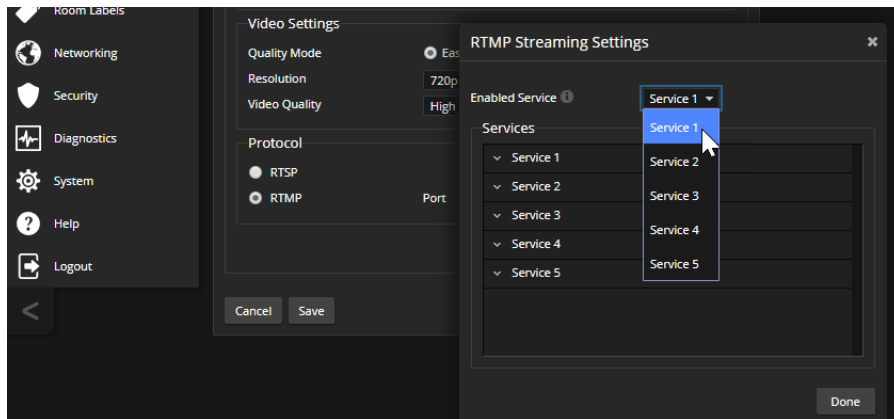 Room Labels
Networking
Security
Diagnostics
System
Help
Logout
<
Video Settings
Quality Mode
Resolution 720p
Video Quality High
Protocol
RTSP
RTMP Port
Cancel Save
RTMP Streaming Settings
Enabled Service Service 1
Services
Service 1
Service 2
Service 3
Service 4
Service 5
Service 1
Service 2
Service 3
Service 4
Service 5
Done